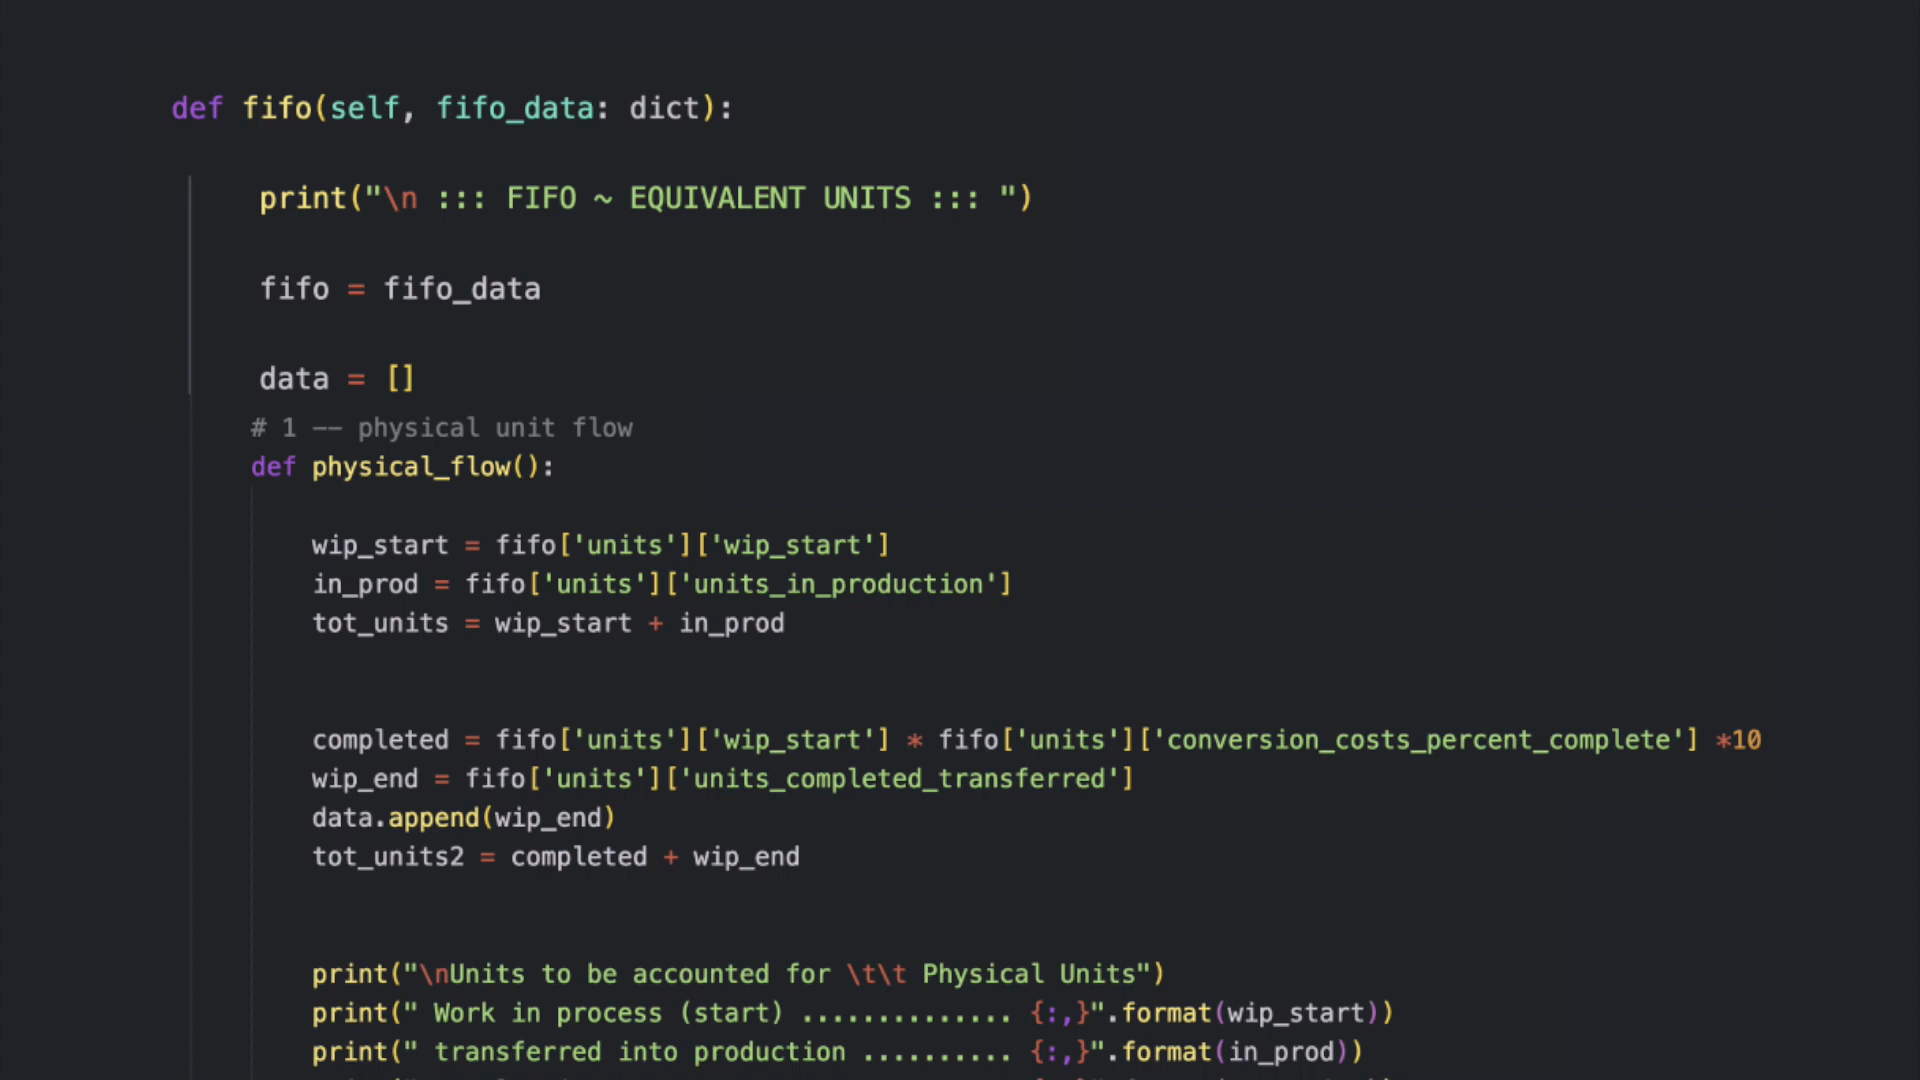 def fifo(self, fifo_data: dict):
print("\n ::: FIFO ~ EQUIVALENT UNITS ::: ")
fifo = fifo_data
data = []
# 1 -- physical unit flow
def physical_flow():
wip_start = fifo['units']['wip_start']
in_prod = fifo['units']['units_in_production']
tot_units = wip_start + in_prod
completed = fifo['units']['wip_start'] * fifo['units']['conversion_costs_percent_complete'] *10
wip_end = fifo['units']['units_completed_transferred']
data.append(wip_end)
tot_units2 = completed + wip_end
print("\nUnits to be accounted for \t\t Physical Units")
print(" Work in process (start) .............. {:,}".format(wip_start))
print(" transferred into production .......... {:,}".format(in_prod))